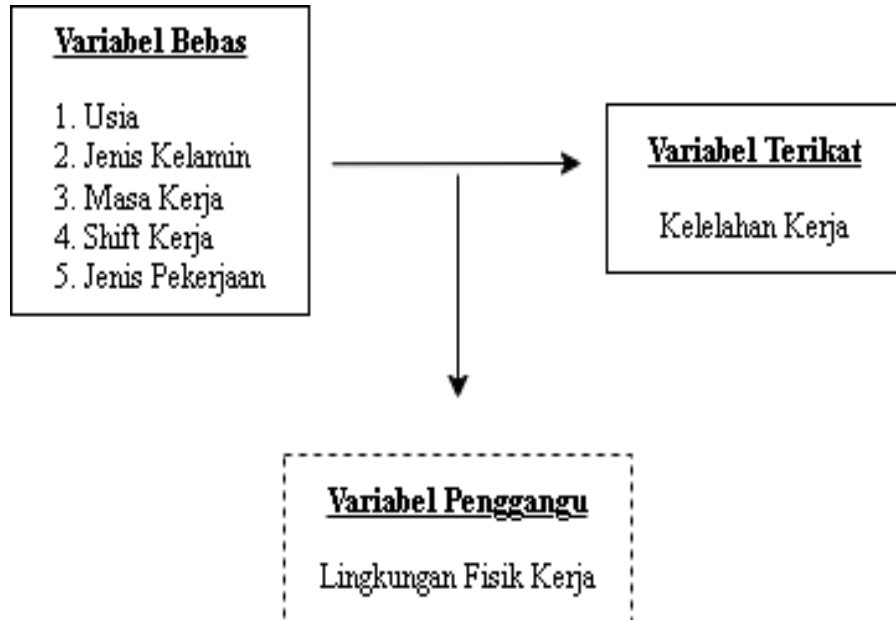 Variabel Bebas
1. Usia
2. Jenis Kelamin
3. Masa Kerja
4. Shift Kerja
5. Jenis Pekerjaan
Variabel Terikat
Kelelahan Kerja
Variabel Penggangu
Lingkungan Fisik Kerja